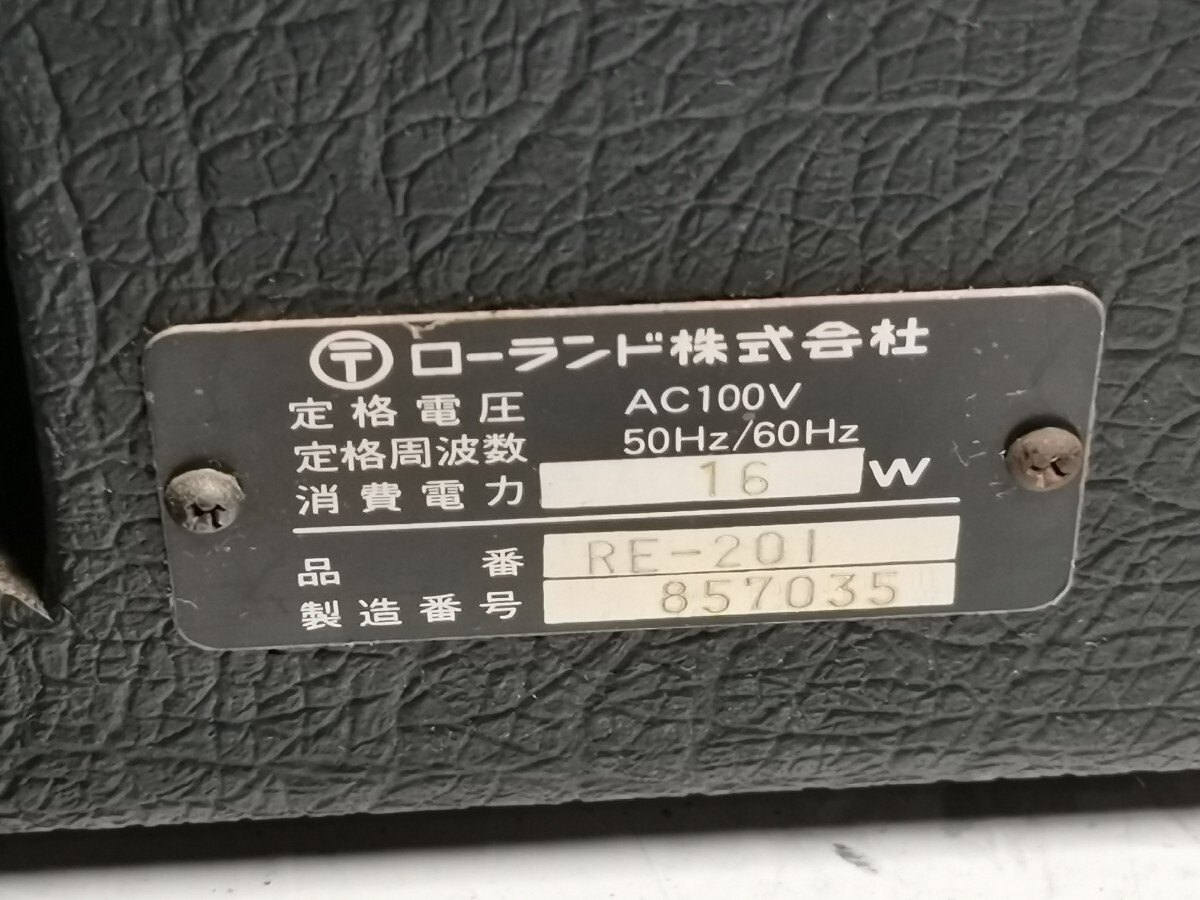 〒 ローランド株式会社
定格電圧 AC100V
定格周波数 50Hz/60Hz
消費電力 16 W
品番 RE-201
製造番号 857035